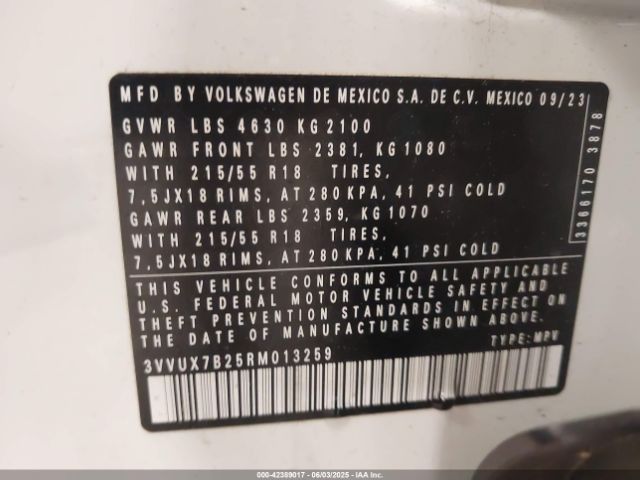 MFD BY VOLKSWAGEN DE MEXICO S.A. DE C.V. MEXICO 09/23
GVWR LBS 4630 KG 2100
GAWR FRONT LBS 2381, KG 1080
WITH 215/55 R18 TIRES,
7,5JX18 RIMS, AT 280 KPA, 41 PSI COLD
GAWR REAR LBS 2359, KG 1070
WITH 215/55 R18 TIRES,
7,5JX18 RIMS, AT 280 KPA, 41 PSI COLD
3366170 3878
THIS VEHICLE CONFORMS TO ALL APPLICABLE
U.S. FEDERAL MOTOR VEHICLE SAFETY AND
THEFT PREVENTION STANDARDS IN EFFECT ON
THE DATE OF MANUFACTURE SHOWN ABOVE.
3VVUX7B25RM013259 TYPE:MPV
000-42389017 - 06/03/2025 - IAA Inc.